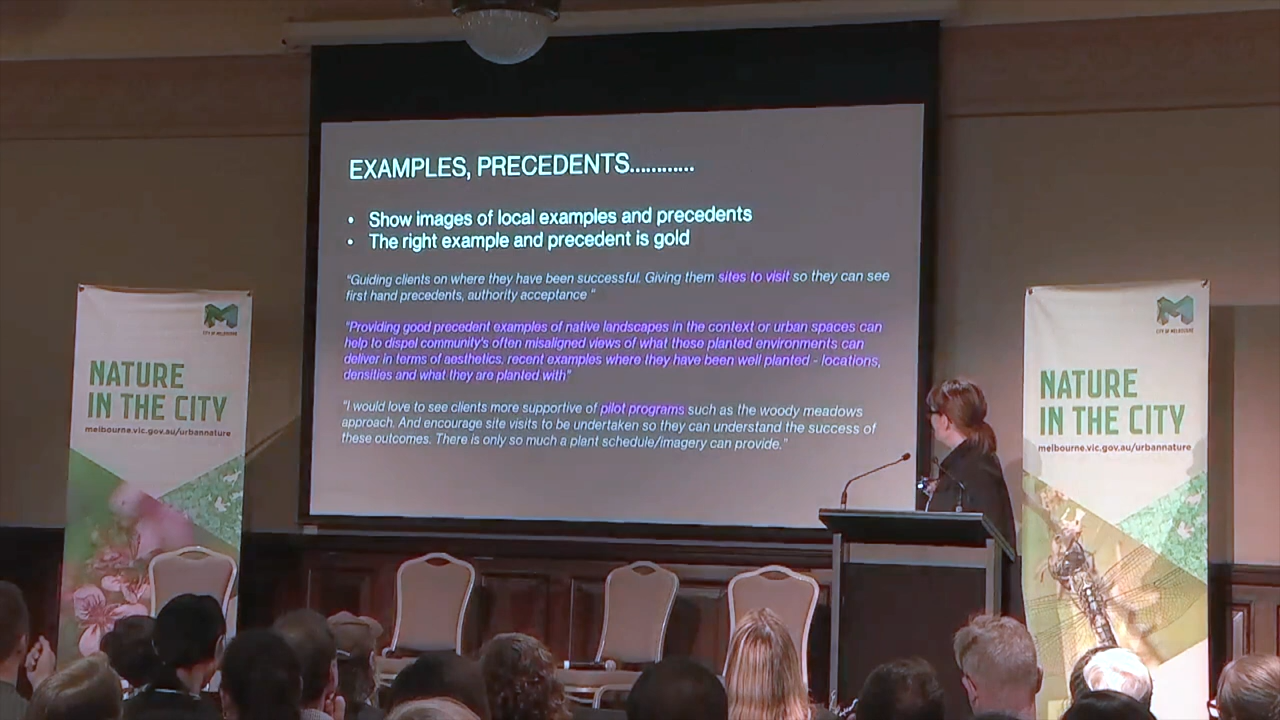 EXAMPLES, PRECEDENTS............
• Show images of local examples and precedents
• The right example and precedent is gold
“Guiding clients on where they have been successful. Giving them sites to visit so they can see
first hand precedents, authority acceptance “
“Providing good precedent examples of native landscapes in the context or urban spaces can
help to dispel community's often misaligned views of what these planted environments can
deliver in terms of aesthetics, recent examples where they have been well planted - locations,
densities and what they are planted with”
“I would love to see clients more supportive of pilot programs such as the woody meadows
approach. And encourage site visits to be undertaken so they can understand the success of
these outcomes. There is only so much a plant schedule/imagery can provide.”
CITY OF MELBOURNE
NATURE
IN THE CITY
melbourne.vic.gov.au/urbannature
CITY OF MELBOURNE
NATURE
IN THE CITY
melbourne.vic.gov.au/urbannature